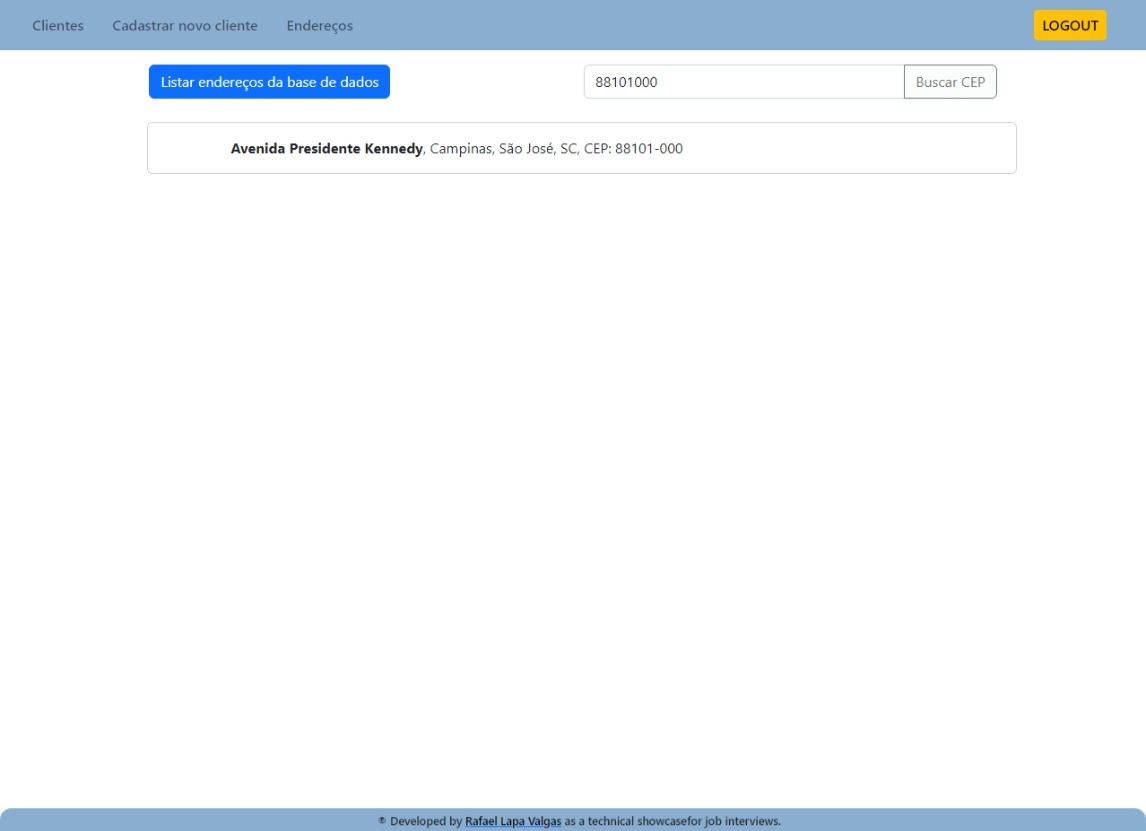 Clientes Cadastrar novo cliente Endereços LOGOUT
Listar endereços da base de dados 88101000 Buscar CEP
Avenida Presidente Kennedy, Campinas, São José, SC, CEP: 88101-000
® Developed by Rafael Lapa Valgas as a technical showcasefor job interviews.